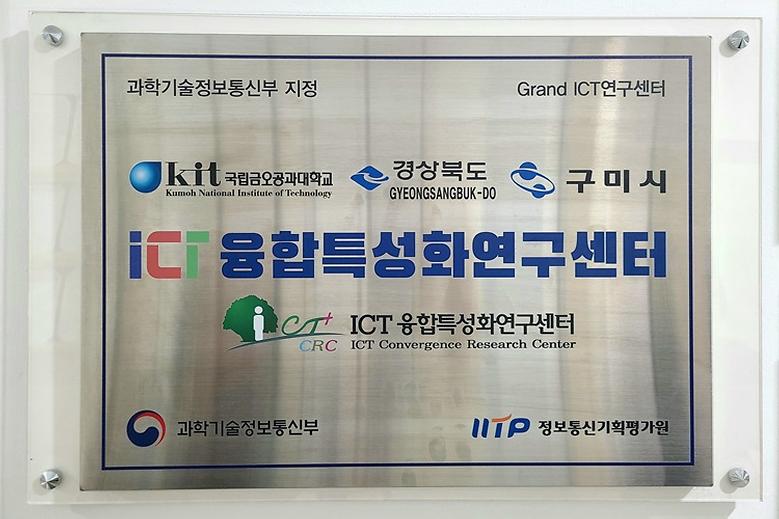 과학기술정보통신부 지정
Grand ICT연구센터
kit 국립금오공과대학교
Kumoh National Institute of Technology
경상북도
GYEONGSANGBUK-DO
구미시
ICT 융합특성화연구센터
ICT+
CRC
ICT 융합특성화연구센터
ICT Convergence Research Center
과학기술정보통신부
IITP 정보통신기획평가원